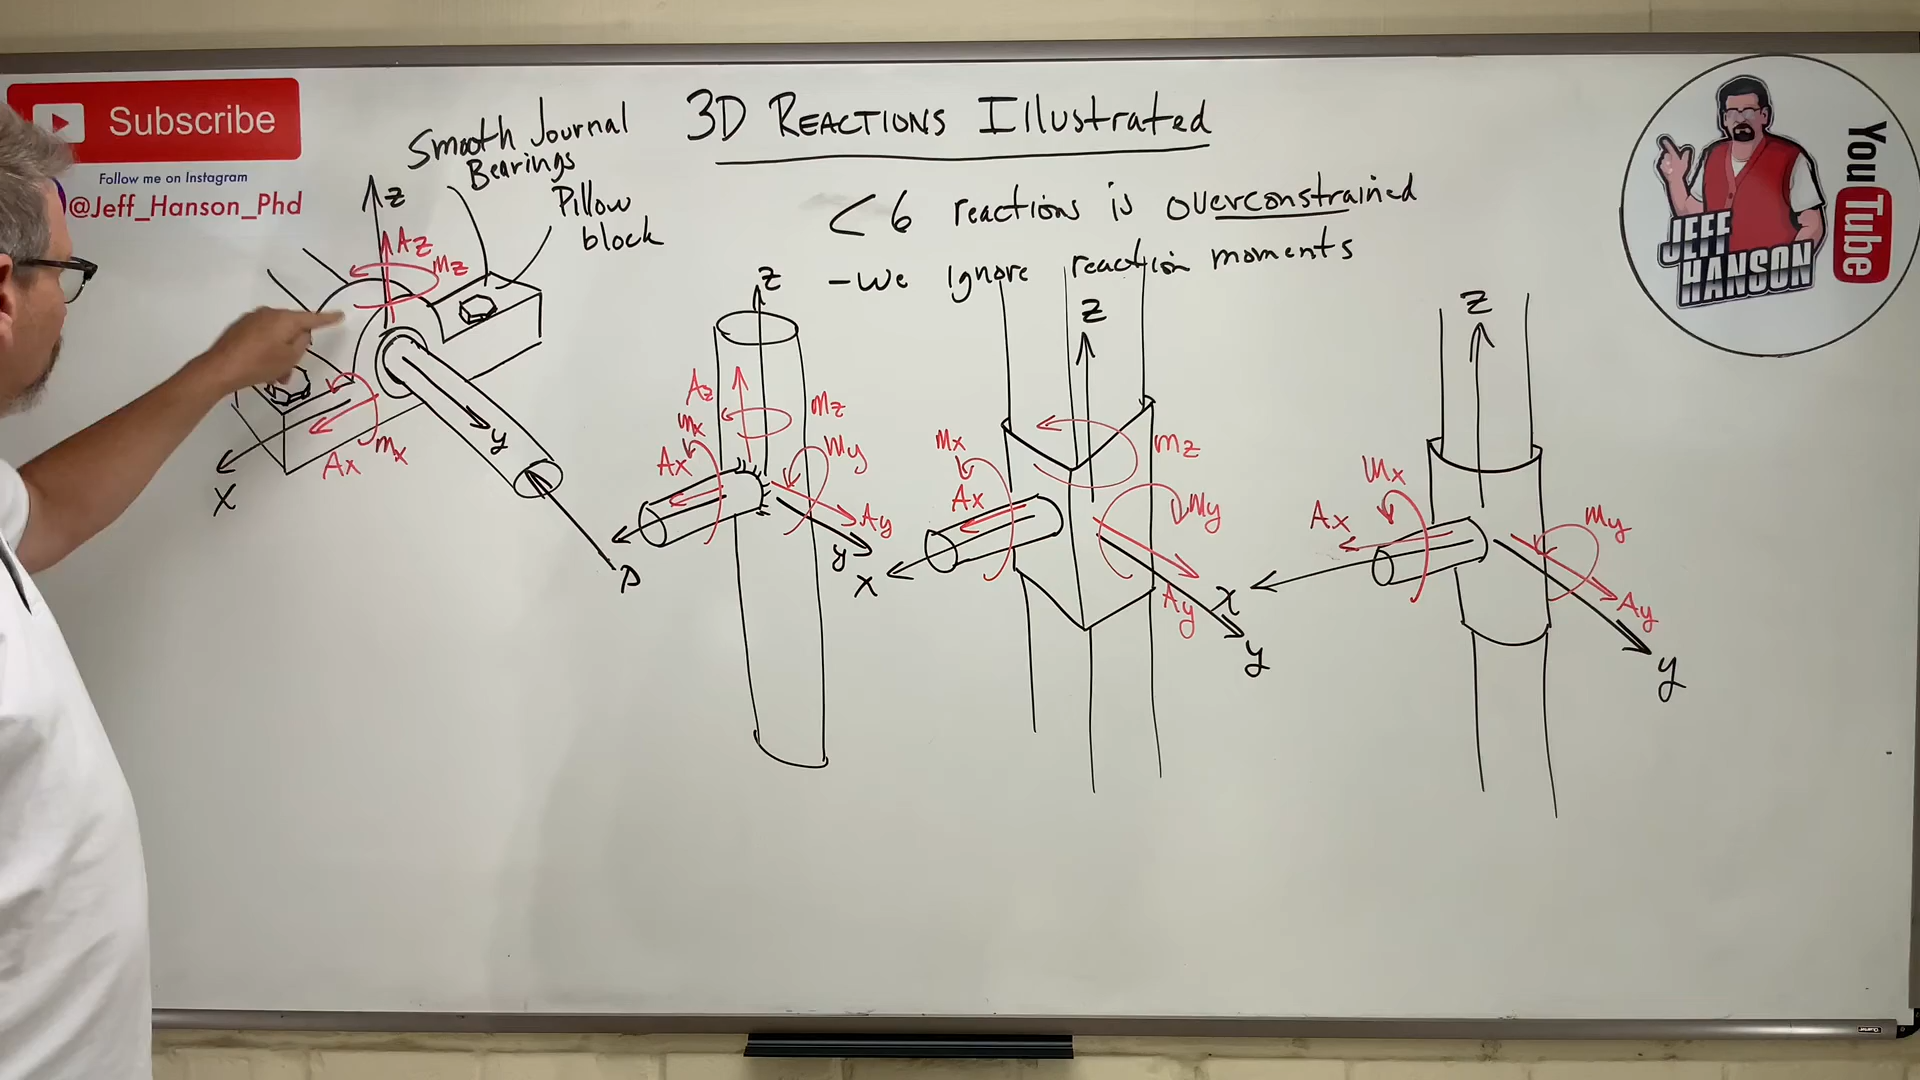 Subscribe
Follow me on Instagram
@Jeff_Hanson_Phd
Smooth Journal
Bearings
Pillow
block
3D REACTIONS Illustrated
< 6 reactions is overconstrained
- we ignore reaction moments
z
Az
Mz
Ax
Mx
x
y
P
z
Az
Mz
Mx
Ax
My
Ay
y
x
z
Mx
Ax
Mz
My
Ay
y
x
z
Mx
Ax
My
Ay
y
JEFF
HANSON
YouTube